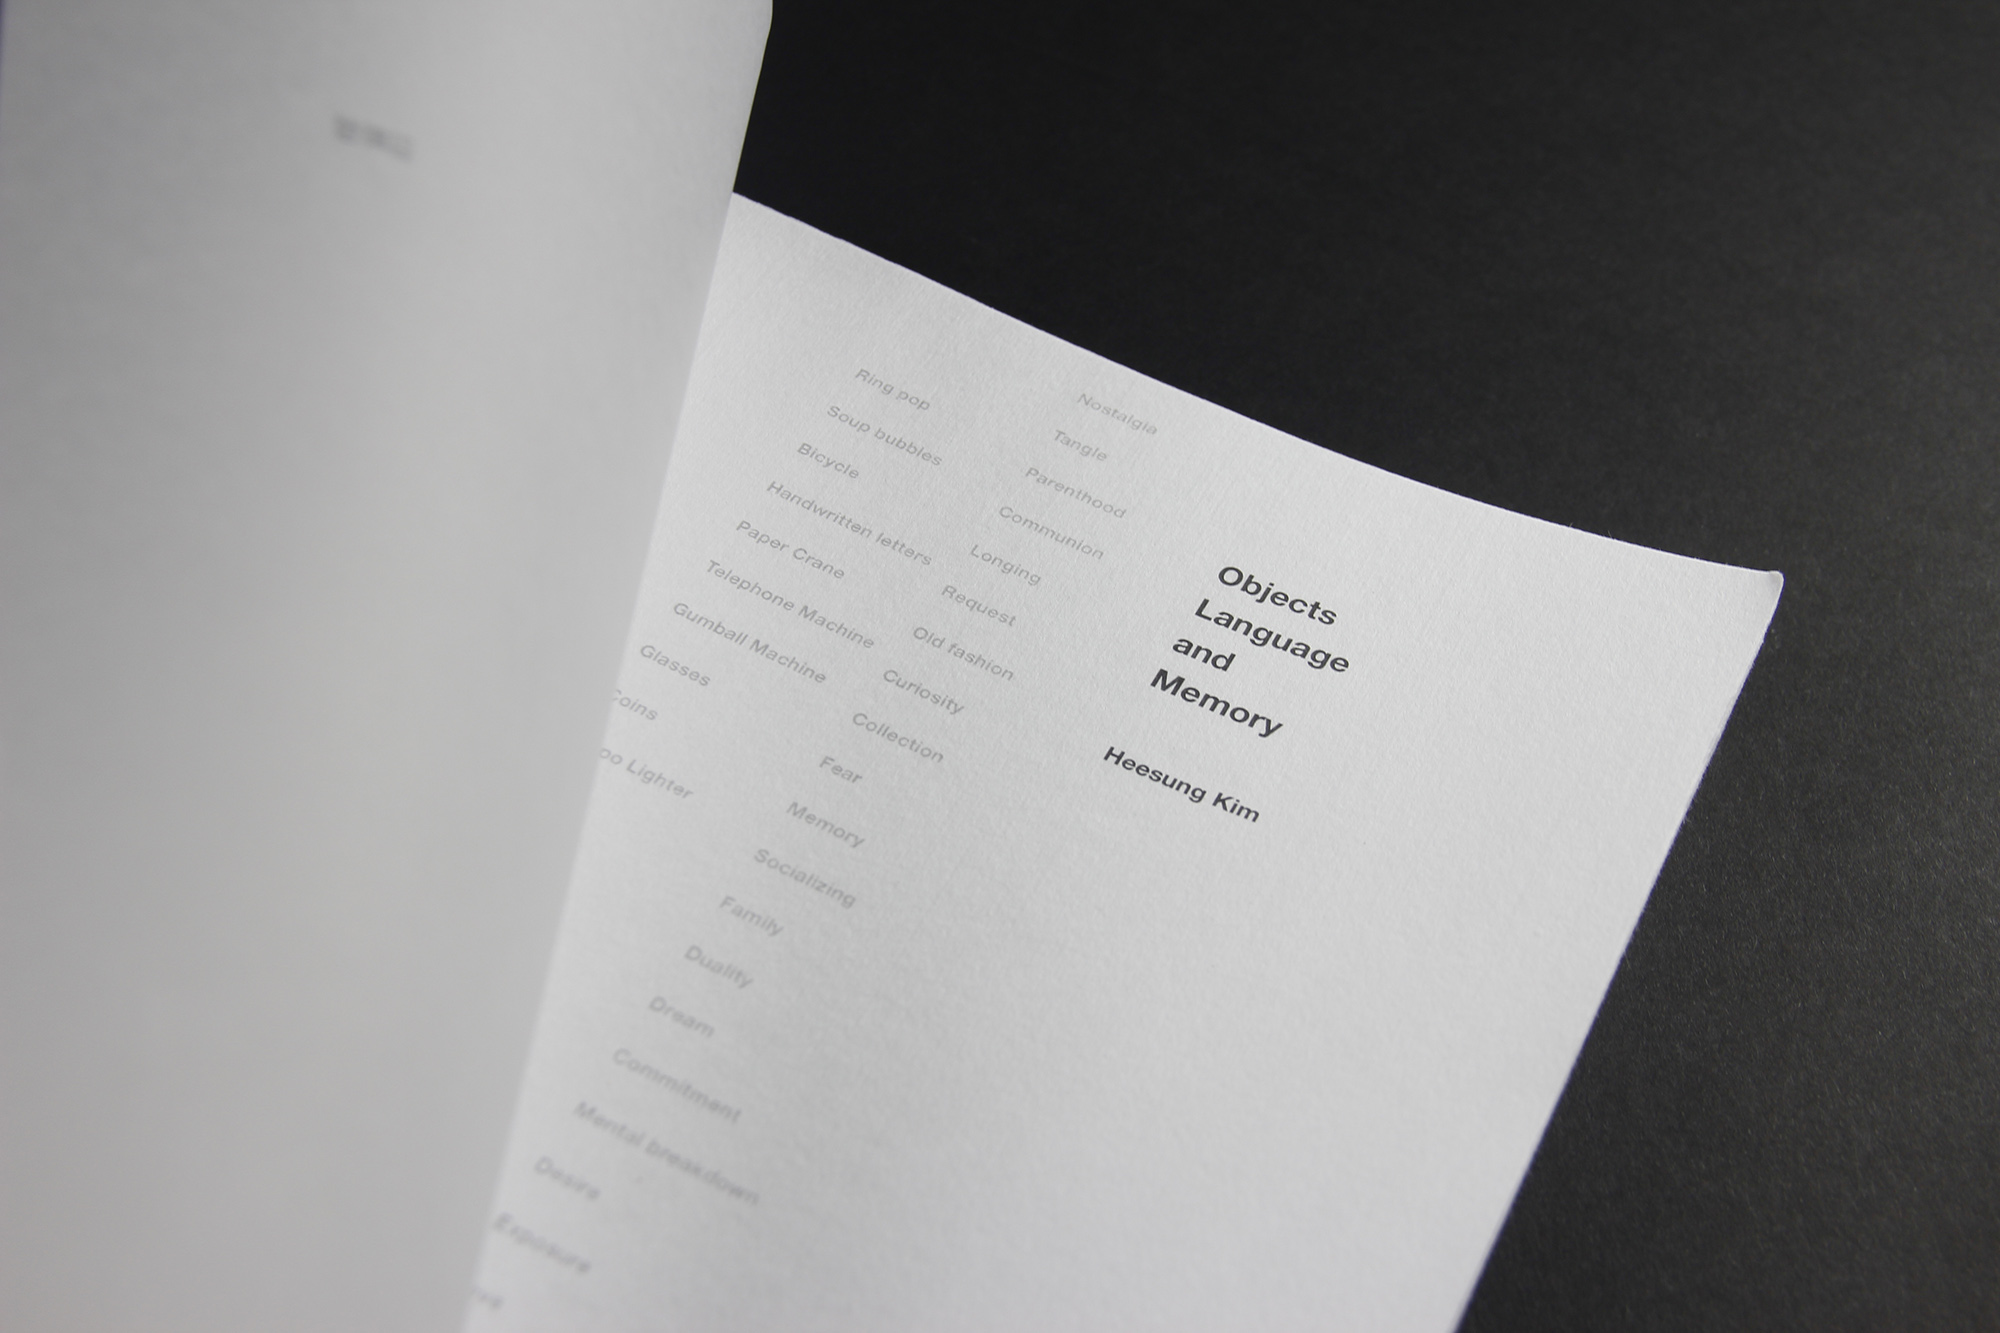 Ring pop
Soup bubbles
Bicycle
Handwritten letters
Paper Crane
Telephone Machine
Gumball Machine
Glasses
Coins
Lighter
Nostalgia
Tangle
Parenthood
Communion
Longing
Request
Old fashion
Curiosity
Collection
Fear
Memory
Socializing
Family
Duality
Dream
Commitment
Mental breakdown
Desire
Exposure
Objects
Language
and
Memory
Heesung Kim